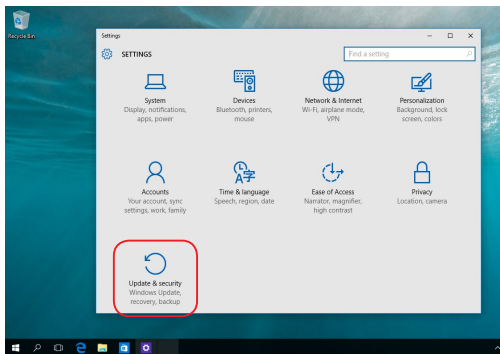 Recycle Bin
Settings
SETTINGS
Find a setting
System
Display, notifications,
apps, power
Devices
Bluetooth, printers,
mouse
Network & Internet
Wi-Fi, airplane mode,
VPN
Personalization
Background, lock
screen, colors
Accounts
Your account, sync
settings, work, family
Time & language
Speech, region, date
Ease of Access
Narrator, magnifier,
high contrast
Privacy
Location, camera
Update & security
Windows Update,
recovery, backup